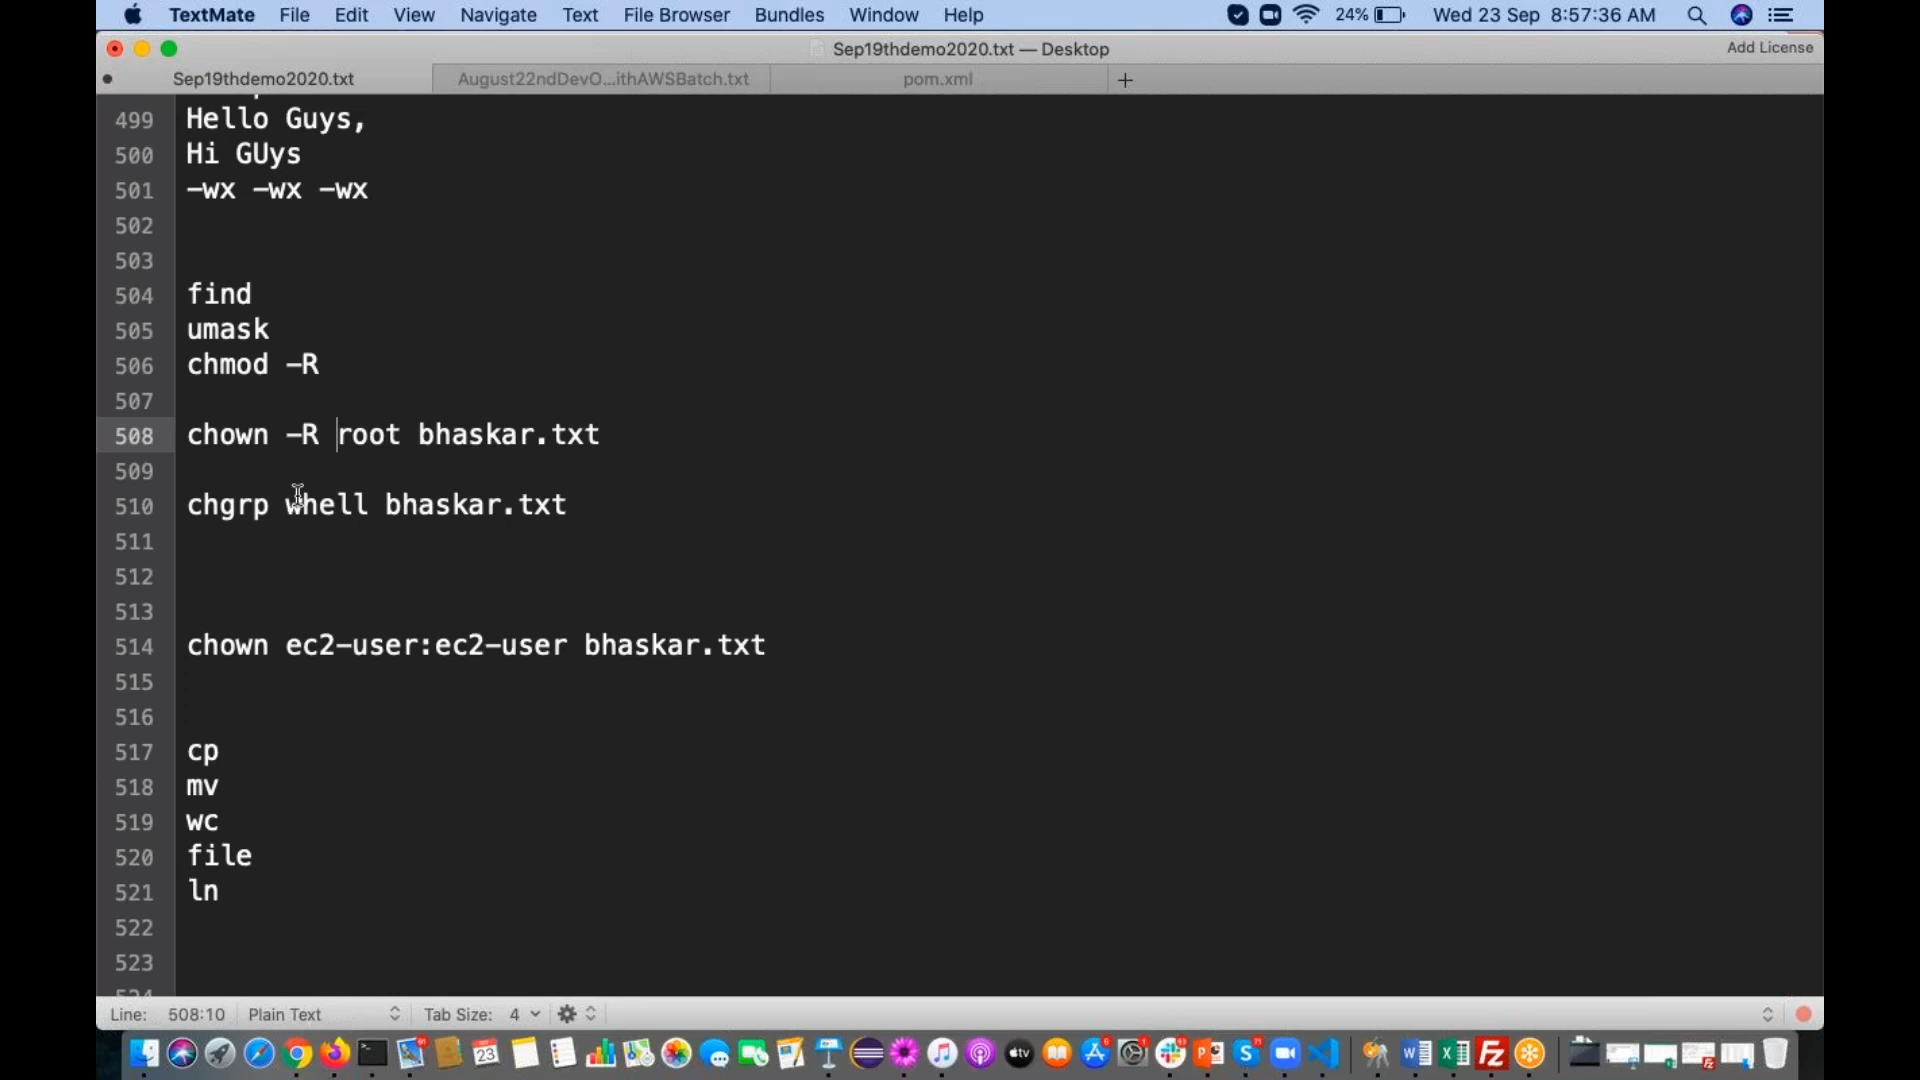 TextMate File Edit View Navigate Text File Browser Bundles Window Help 24% Wed 23 Sep 8:57:36 AM
Sep19thdemo2020.txt — Desktop
Add License
Sep19thdemo2020.txt August22ndDevO...ithAWSBatch.txt pom.xml +
499 Hello Guys,
500 Hi GUys
501 -wx -wx -wx
502
503
504 find
505 umask
506 chmod -R
507
508 chown -R root bhaskar.txt
509
510 chgrp whell bhaskar.txt
511
512
513
514 chown ec2-user:ec2-user bhaskar.txt
515
516
517 cp
518 mv
519 wc
520 file
521 ln
522
523
524
Line: 508:10 Plain Text Tab Size: 4
23 tv